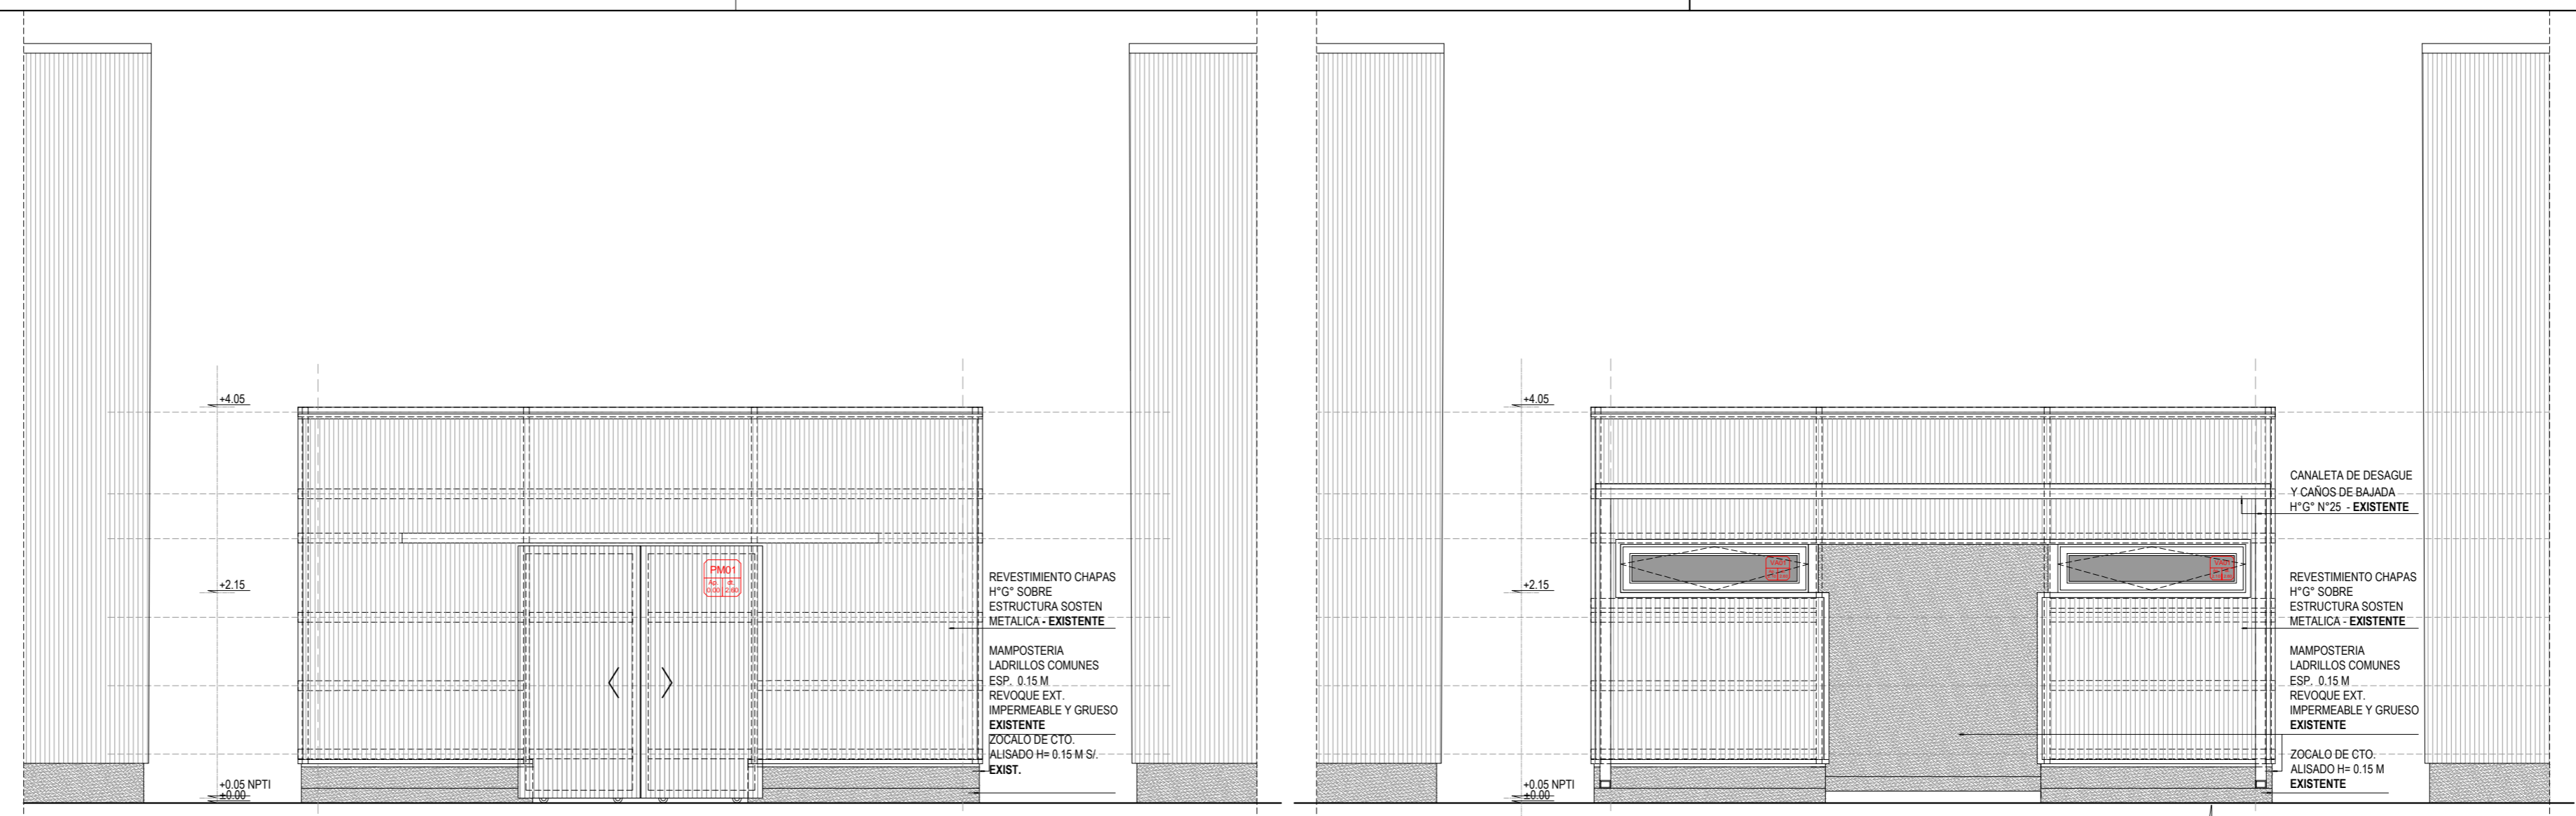 +4.05
+2.15
+0.05 NPTI
±0.00
PM01
0.00
2.60
REVESTIMIENTO CHAPAS
H°G° SOBRE
ESTRUCTURA SOSTEN
METALICA - EXISTENTE
MAMPOSTERIA
LADRILLOS COMUNES
ESP. 0.15 M
REVOQUE EXT.
IMPERMEABLE Y GRUESO
EXISTENTE
ZOCALO DE CTO.
ALISADO H= 0.15 M S/.
EXIST.
+4.05
+2.15
+0.05 NPTI
±0.00
CANALETA DE DESAGUE
Y CAÑOS DE BAJADA
H°G° N°25 - EXISTENTE
REVESTIMIENTO CHAPAS
H°G° SOBRE
ESTRUCTURA SOSTEN
METALICA - EXISTENTE
MAMPOSTERIA
LADRILLOS COMUNES
ESP. 0.15 M
REVOQUE EXT.
IMPERMEABLE Y GRUESO
EXISTENTE
ZOCALO DE CTO.
ALISADO H= 0.15 M
EXISTENTE